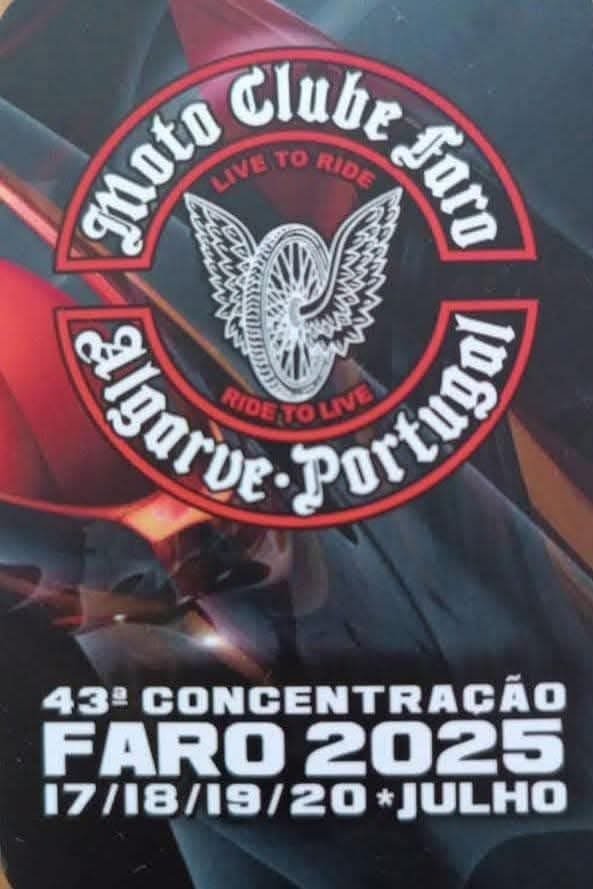 Moto Clube Faro
LIVE TO RIDE
RIDE TO LIVE
Algarve·Portugal
43ª CONCENTRAÇÃO
FARO 2025
17/18/19/20*JULHO